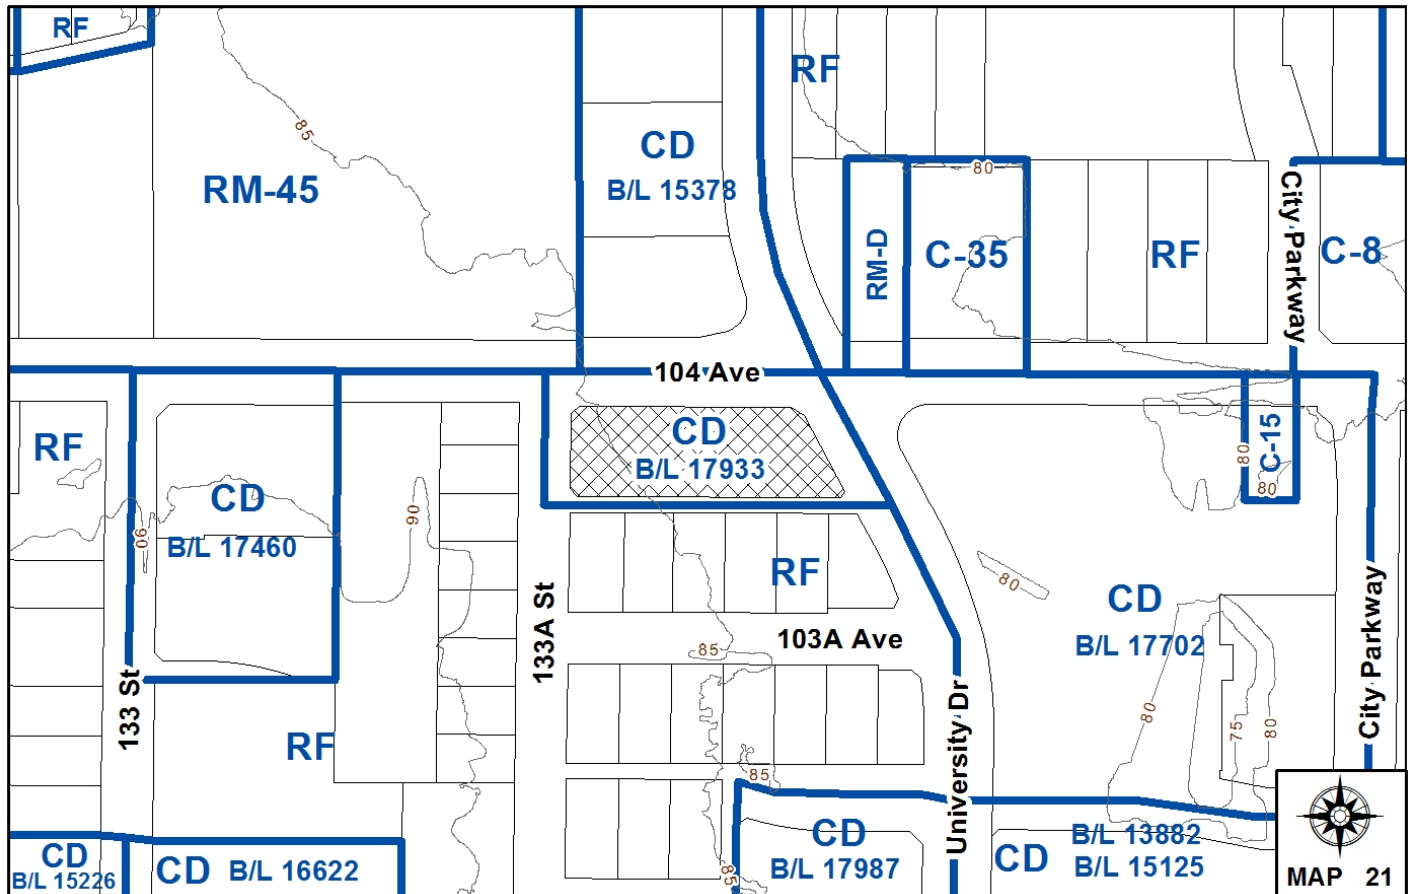 RF
RF
85
CD
B/L 15378
RM-45
80
City Parkway
RM-D
C-35
RF
C-8
104 Ave
RF
CD
B/L 17933
C-15
80
80
CD
B/L 17460
90
90
133A St
RF
80
CD
B/L 17702
City Parkway
103A Ave
85
133 St
RF
University Dr
80
75
80
85
CD
B/L 15226
CD
B/L 16622
85
CD
B/L 17987
CD
B/L 13882
B/L 15125
MAP 21